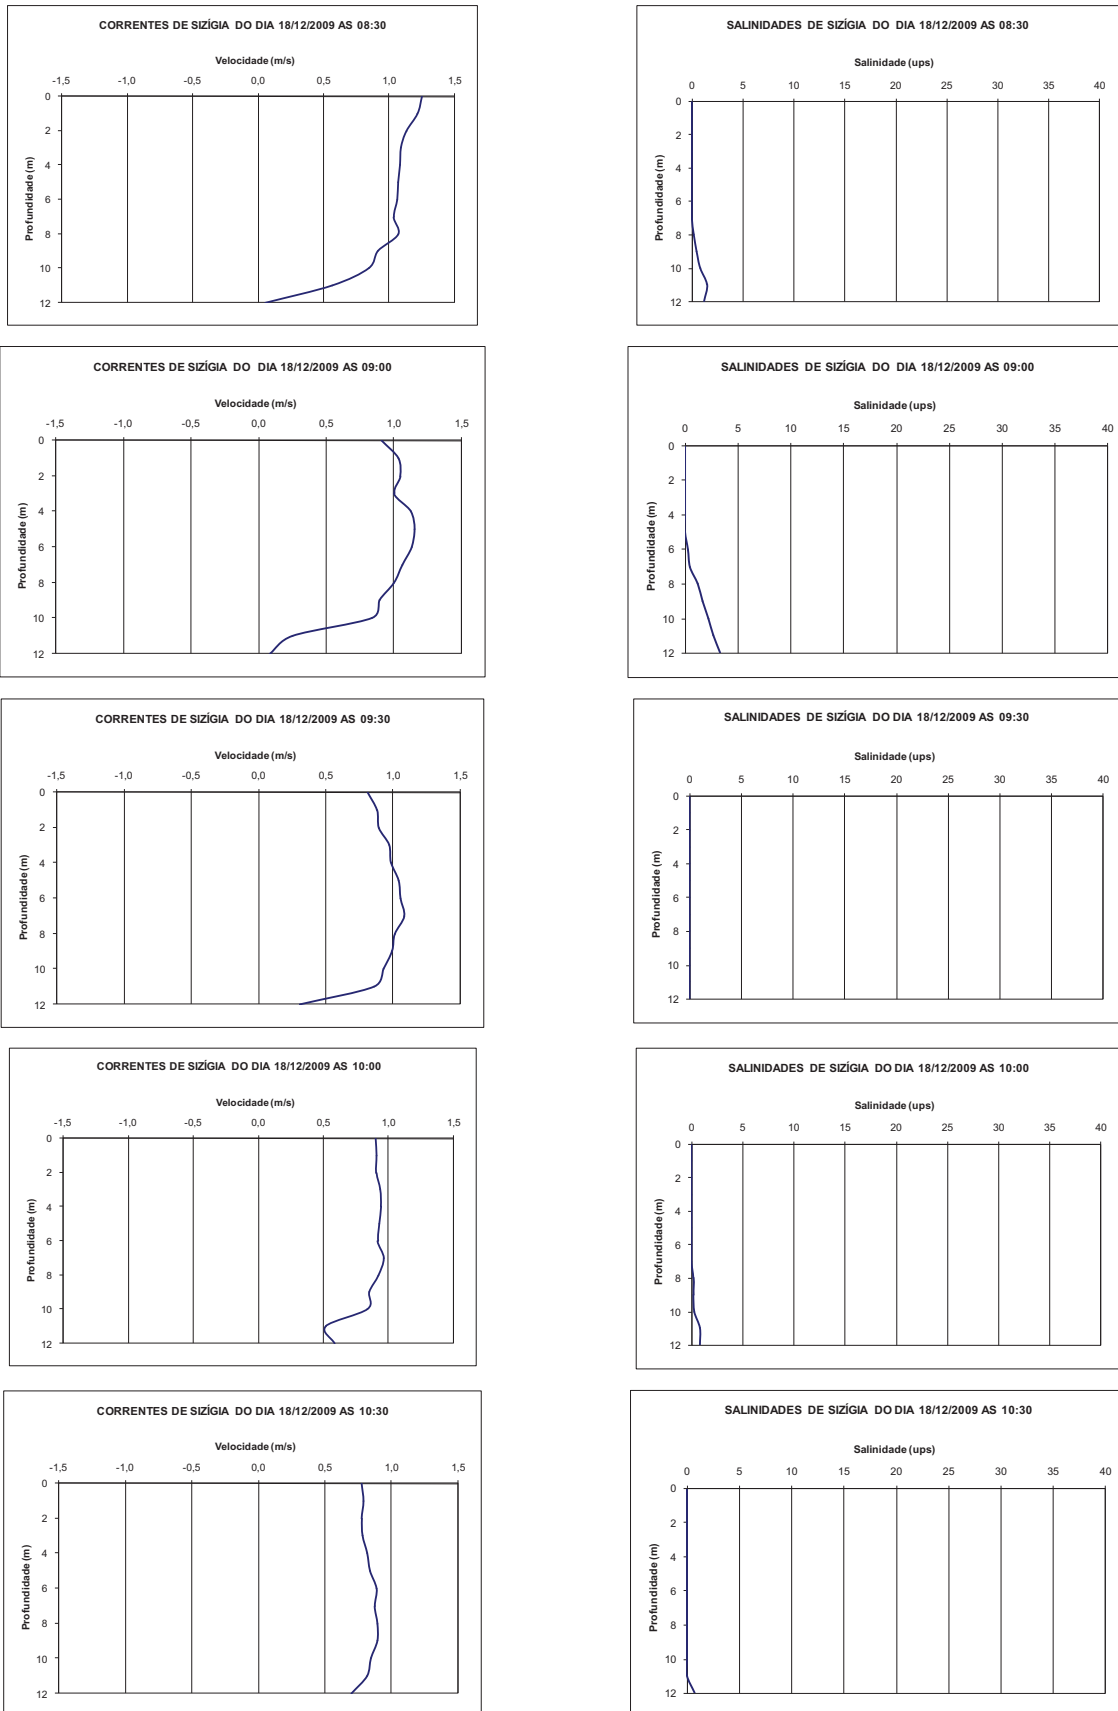 CORRENTES DE SIZÍGIA DO DIA 18/12/2009 AS 08:30
Velocidade (m/s)
-1,5 -1,0 -0,5 0,0 0,5 1,0 1,5
Profundidade (m)
0
2
4
6
8
10
12
SALINIDADES DE SIZÍGIA DO DIA 18/12/2009 AS 08:30
Salinidade (ups)
0 5 10 15 20 25 30 35 40
Profundidade (m)
0
2
4
6
8
10
12
CORRENTES DE SIZÍGIA DO DIA 18/12/2009 AS 09:00
Velocidade (m/s)
-1,5 -1,0 -0,5 0,0 0,5 1,0 1,5
Profundidade (m)
0
2
4
6
8
10
12
SALINIDADES DE SIZÍGIA DO DIA 18/12/2009 AS 09:00
Salinidade (ups)
0 5 10 15 20 25 30 35 40
Profundidade (m)
0
2
4
6
8
10
12
CORRENTES DE SIZÍGIA DO DIA 18/12/2009 AS 09:30
Velocidade (m/s)
-1,5 -1,0 -0,5 0,0 0,5 1,0 1,5
Profundidade (m)
0
2
4
6
8
10
12
SALINIDADES DE SIZÍGIA DO DIA 18/12/2009 AS 09:30
Salinidade (ups)
0 5 10 15 20 25 30 35 40
Profundidade (m)
0
2
4
6
8
10
12
CORRENTES DE SIZÍGIA DO DIA 18/12/2009 AS 10:00
Velocidade (m/s)
-1,5 -1,0 -0,5 0,0 0,5 1,0 1,5
Profundidade (m)
0
2
4
6
8
10
12
SALINIDADES DE SIZÍGIA DO DIA 18/12/2009 AS 10:00
Salinidade (ups)
0 5 10 15 20 25 30 35 40
Profundidade (m)
0
2
4
6
8
10
12
CORRENTES DE SIZÍGIA DO DIA 18/12/2009 AS 10:30
Velocidade (m/s)
-1,5 -1,0 -0,5 0,0 0,5 1,0 1,5
Profundidade (m)
0
2
4
6
8
10
12
SALINIDADES DE SIZÍGIA DO DIA 18/12/2009 AS 10:30
Salinidade (ups)
0 5 10 15 20 25 30 35 40
Profundidade (m)
0
2
4
6
8
10
12